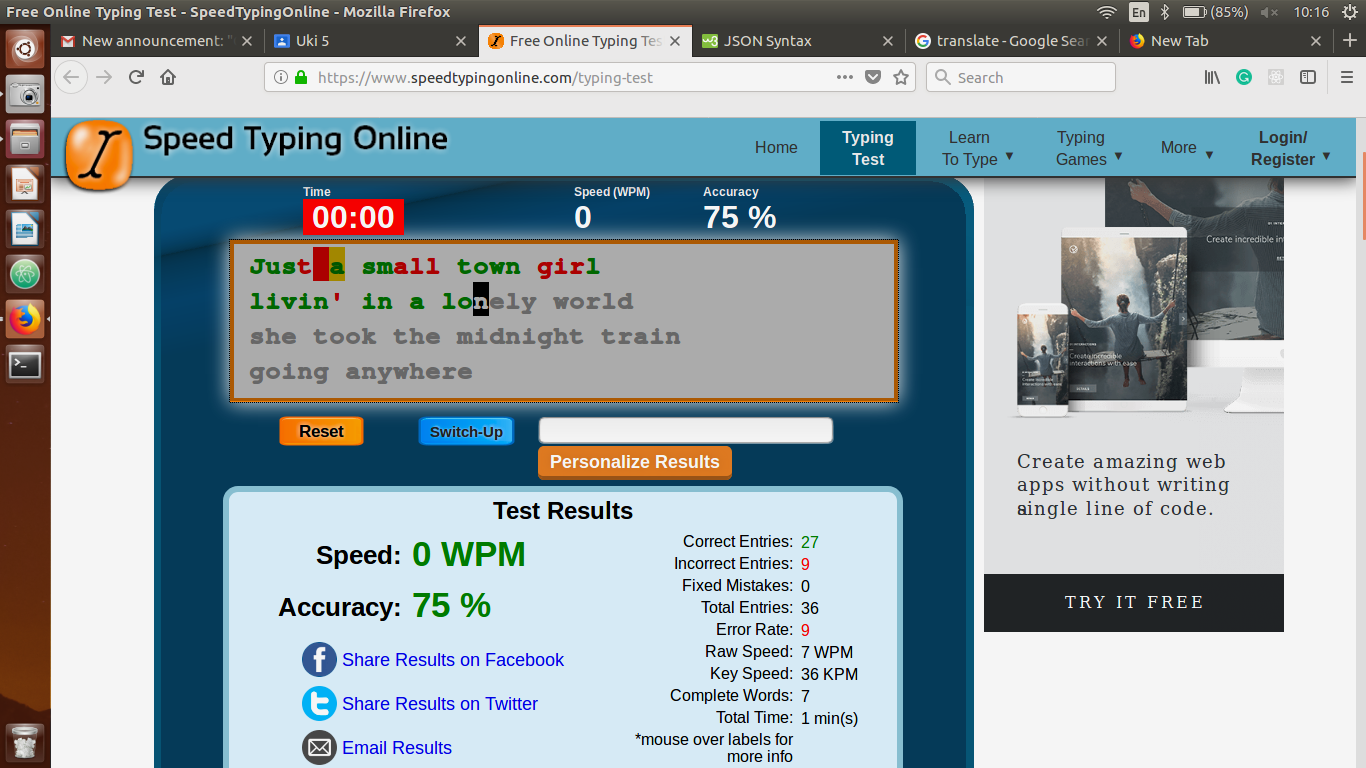 Free Online Typing Test - SpeedTypingOnline - Mozilla Firefox
En
(85%)
10:16
New announcement: "
Uki 5
Free Online Typing Tes
JSON Syntax
translate - Google Sear
New Tab
https://www.speedtypingonline.com/typing-test
Search
Speed Typing Online
Home
Typing
Test
Learn
To Type
Typing
Games
More
Login/
Register
Time
00:00
Speed (WPM)
0
Accuracy
75 %
Just a small town girl
livin' in a lonely world
she took the midnight train
going anywhere
Reset
Switch-Up
Personalize Results
Test Results
Speed: 0 WPM
Accuracy: 75 %
Share Results on Facebook
Share Results on Twitter
Email Results
Correct Entries: 27
Incorrect Entries: 9
Fixed Mistakes: 0
Total Entries: 36
Error Rate: 9
Raw Speed: 7 WPM
Key Speed: 36 KPM
Complete Words: 7
Total Time: 1 min(s)
*mouse over labels for
more info
Create incredible
Create incredible
interactions with ease
Create amazing web
apps without writing
a single line of code.
TRY IT FREE